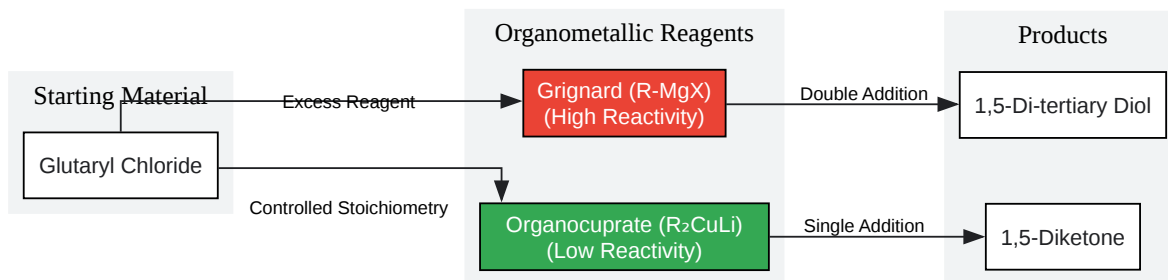 Organometallic Reagents
Products
Starting Material
Excess Reagent
Grignard (R-MgX)
(High Reactivity)
Double Addition
1,5-Di-tertiary Diol
Glutaryl Chloride
Controlled Stoichiometry
Organocuprate (R₂CuLi)
(Low Reactivity)
Single Addition
1,5-Diketone